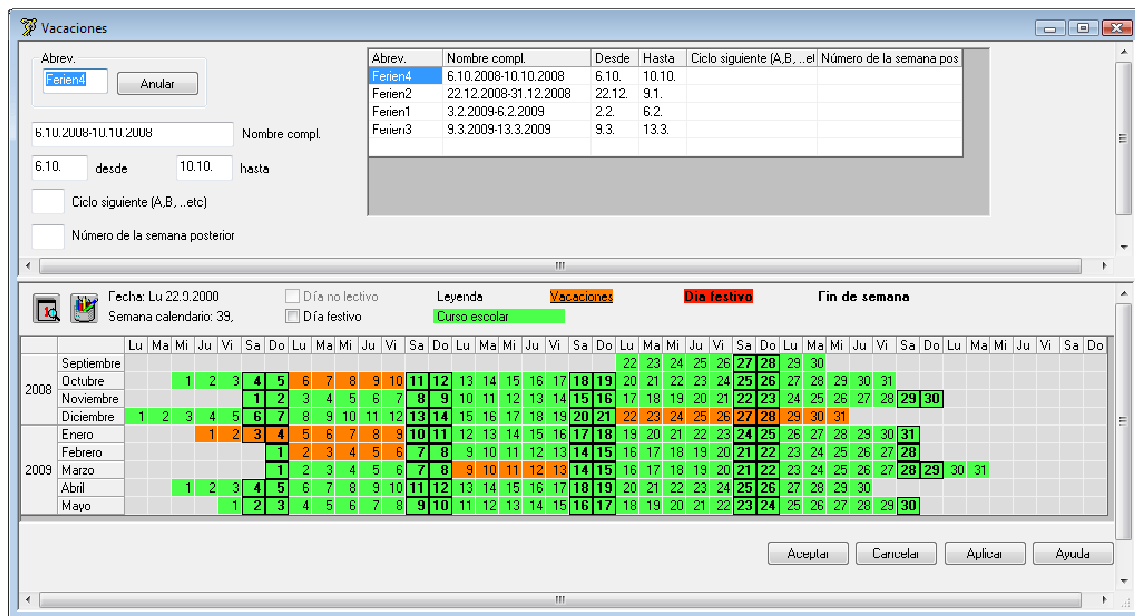 Vacaciones
Abrev.
Ferien4 Anular
6.10.2008-10.10.2008 Nombre compl.
6.10. desde 10.10. hasta
Ciclo siguiente (A,B, ..etc)
Número de la semana posterior
Abrev. Nombre compl. Desde Hasta Ciclo siguiente (A,B, ..et Número de la semana pos
Ferien4 6.10.2008-10.10.2008 6.10. 10.10.
Ferien2 22.12.2008-31.12.2008 22.12. 9.1.
Ferien1 3.2.2009-6.2.2009 2.2. 6.2.
Ferien3 9.3.2009-13.3.2009 9.3. 13.3.
Fecha: Lu 22.9.2000 Día no lectivo Leyenda Vacaciones Día festivo Fin de semana
Semana calendario: 39, Día festivo Curso escolar
Lu Ma Mi Ju Vi Sa Do Lu Ma Mi Ju Vi Sa Do Lu Ma Mi Ju Vi Sa Do Lu Ma Mi Ju Vi Sa Do Lu Ma Mi Ju Vi Sa Do Lu Ma Mi Ju Vi Sa Do
2008
Septiembre 22 23 24 25 26 27 28 29 30
Octubre 1 2 3 4 5 6 7 8 9 10 11 12 13 14 15 16 17 18 19 20 21 22 23 24 25 26 27 28 29 30 31
Noviembre 1 2 3 4 5 6 7 8 9 10 11 12 13 14 15 16 17 18 19 20 21 22 23 24 25 26 27 28 29 30
Diciembre 1 2 3 4 5 6 7 8 9 10 11 12 13 14 15 16 17 18 19 20 21 22 23 24 25 26 27 28 29 30 31
2009
Enero 1 2 3 4 5 6 7 8 9 10 11 12 13 14 15 16 17 18 19 20 21 22 23 24 25 26 27 28 29 30 31
Febrero 1 2 3 4 5 6 7 8 9 10 11 12 13 14 15 16 17 18 19 20 21 22 23 24 25 26 27 28
Marzo 1 2 3 4 5 6 7 8 9 10 11 12 13 14 15 16 17 18 19 20 21 22 23 24 25 26 27 28 29 30 31
Abril 1 2 3 4 5 6 7 8 9 10 11 12 13 14 15 16 17 18 19 20 21 22 23 24 25 26 27 28 29 30
Mayo 1 2 3 4 5 6 7 8 9 10 11 12 13 14 15 16 17 18 19 20 21 22 23 24 25 26 27 28 29 30
Aceptar Cancelar Aplicar Ayuda